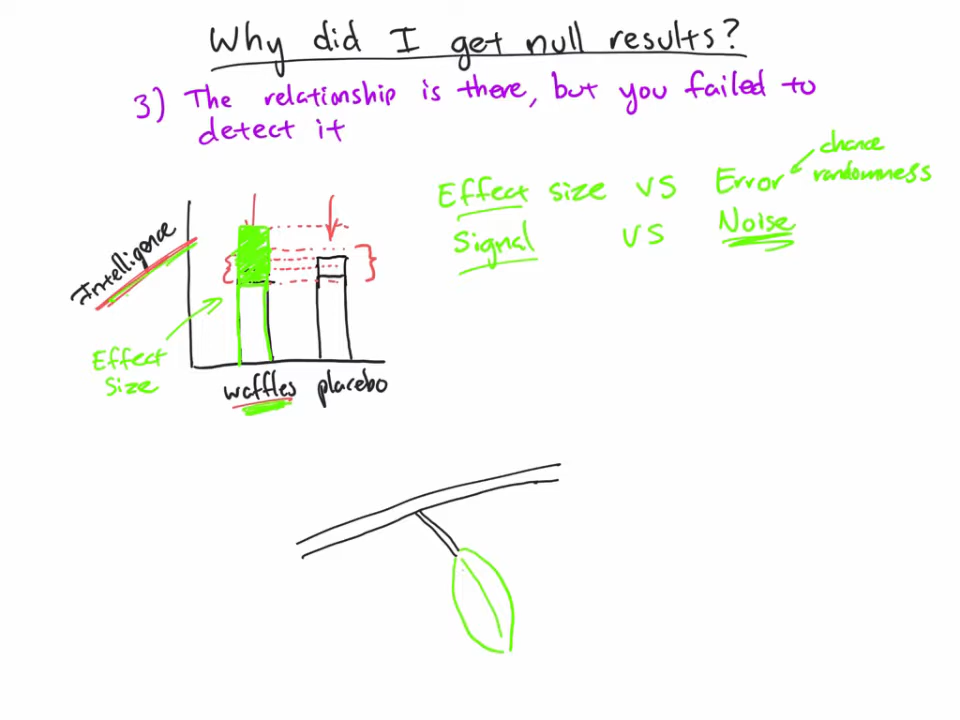 Why did I get null results?
3) The relationship is there, but you failed to
detect it
chance
randomness
Effect size vs Error
Signal vs Noise
Intelligence
Effect
Size
waffles placebo